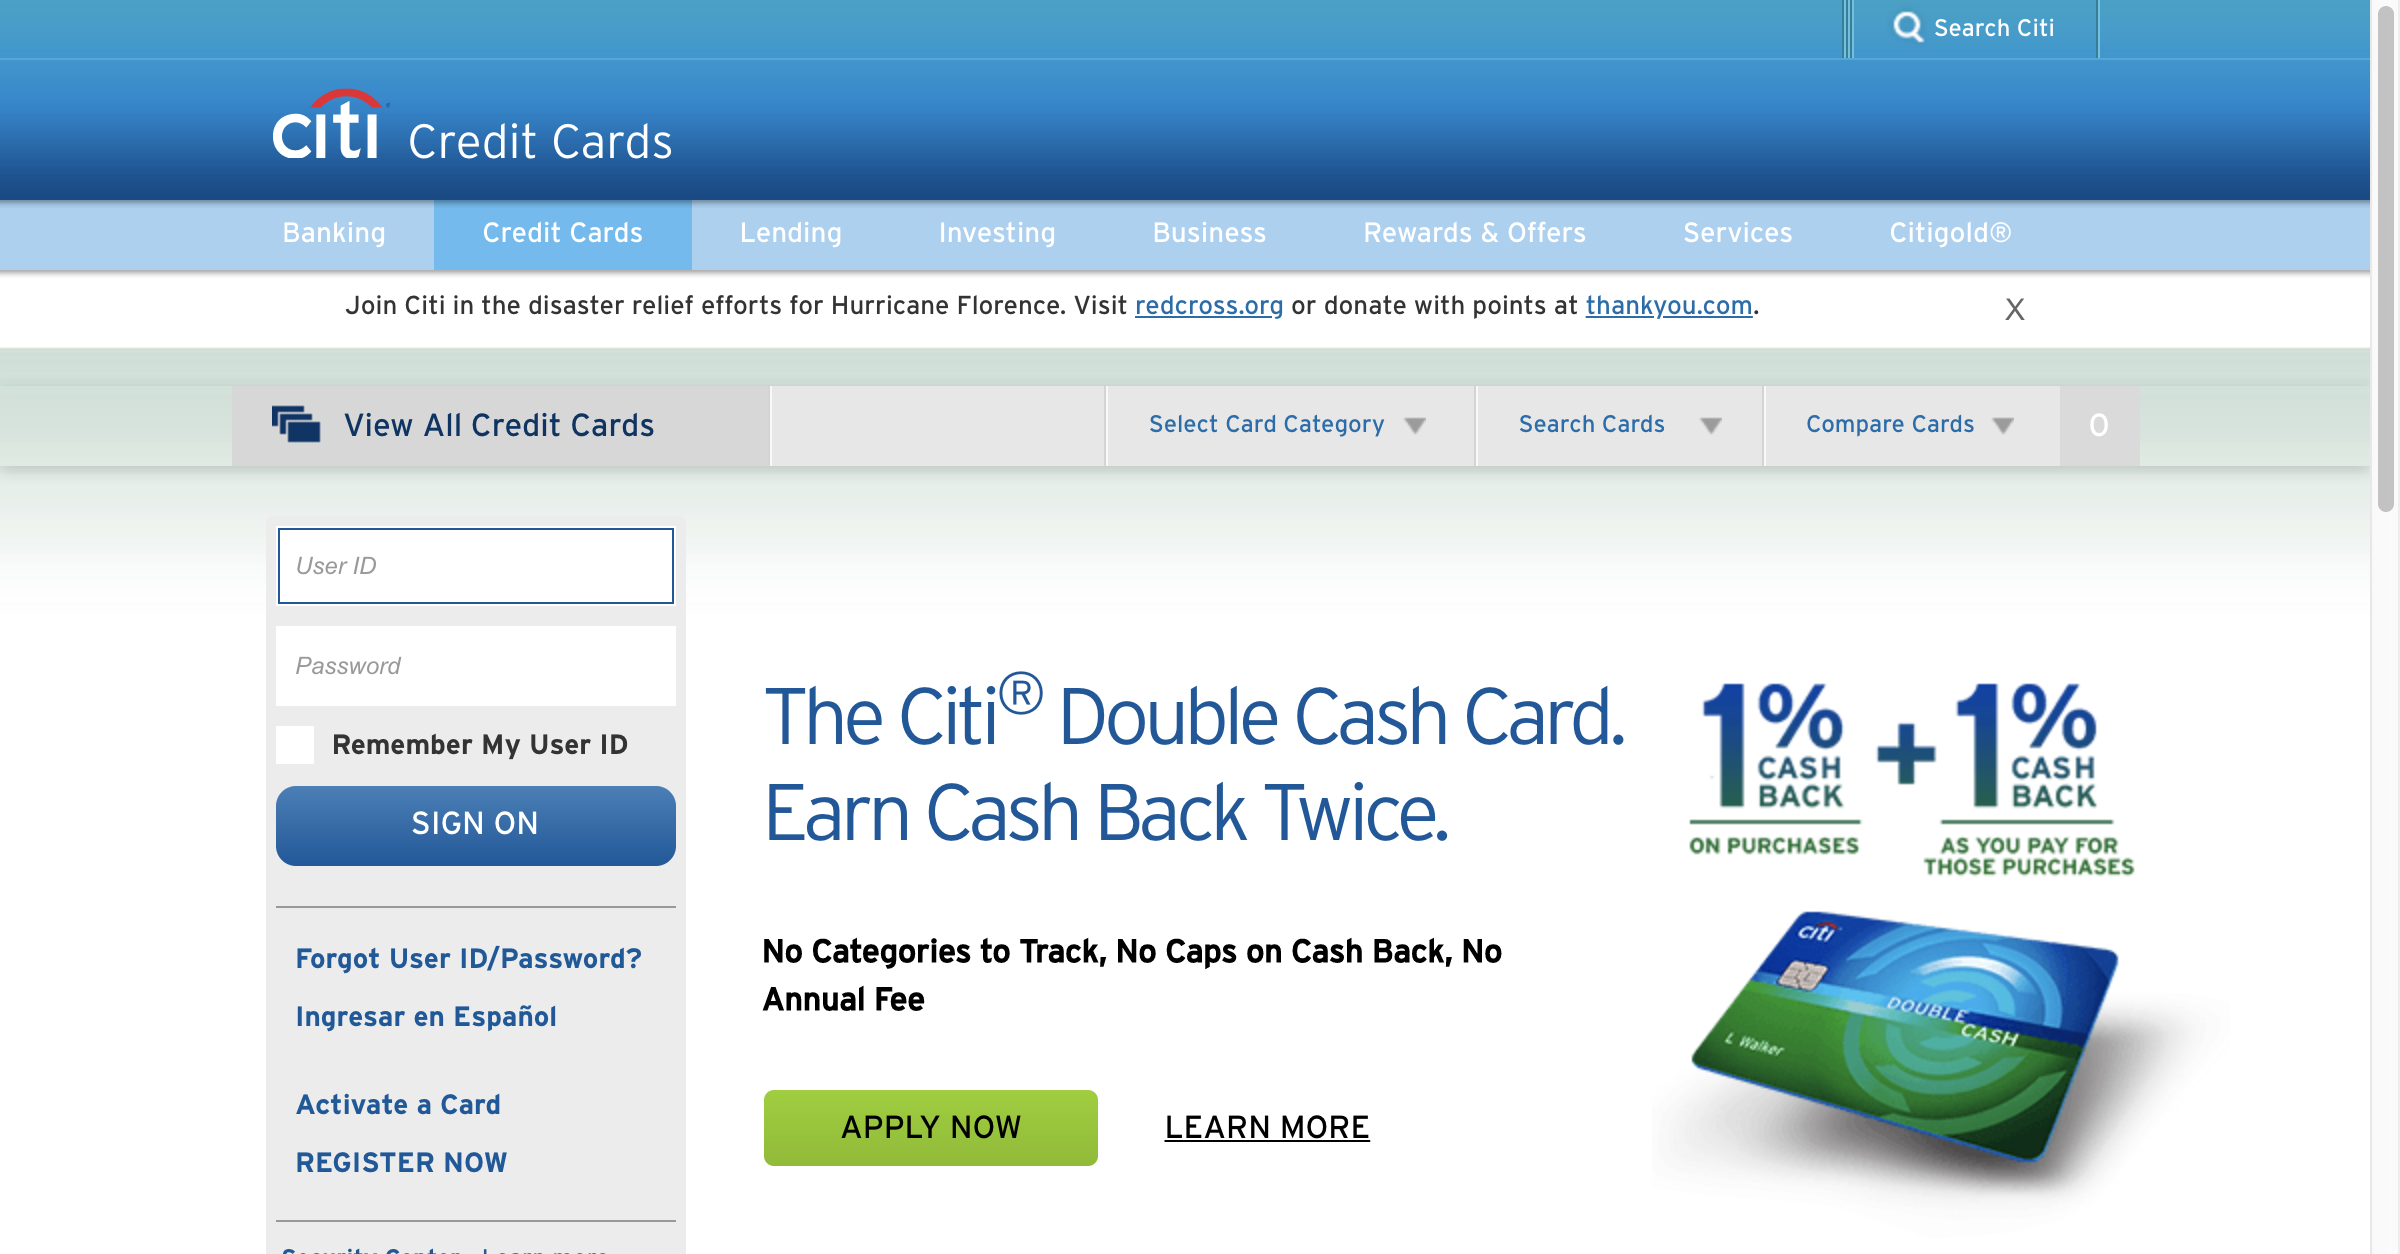 Search Citi
citi Credit Cards
Banking Credit Cards Lending Investing Business Rewards & Offers Services Citigold®
Join Citi in the disaster relief efforts for Hurricane Florence. Visit redcross.org or donate with points at thankyou.com. X
View All Credit Cards Select Card Category Search Cards Compare Cards 0
User ID
Password
Remember My User ID
SIGN ON
Forgot User ID/Password?
Ingresar en Español
Activate a Card
REGISTER NOW
Security Center - Learn more
The Citi® Double Cash Card.
Earn Cash Back Twice.
No Categories to Track, No Caps on Cash Back, No
Annual Fee
APPLY NOW LEARN MORE
1% CASH BACK + 1% CASH BACK
ON PURCHASES AS YOU PAY FOR
THOSE PURCHASES
citi
DOUBLE
CASH
L Walker